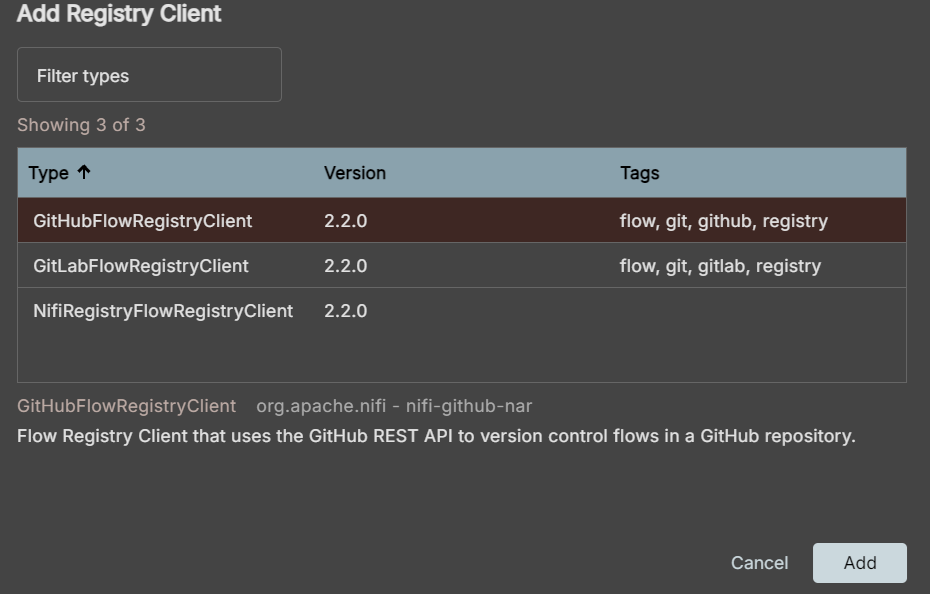 Add Registry Client
Filter types
Showing 3 of 3
Type Version Tags
GitHubFlowRegistryClient 2.2.0 flow, git, github, registry
GitLabFlowRegistryClient 2.2.0 flow, git, gitlab, registry
NifiRegistryFlowRegistryClient 2.2.0
GitHubFlowRegistryClient org.apache.nifi - nifi-github-nar
Flow Registry Client that uses the GitHub REST API to version control flows in a GitHub repository.
Cancel Add